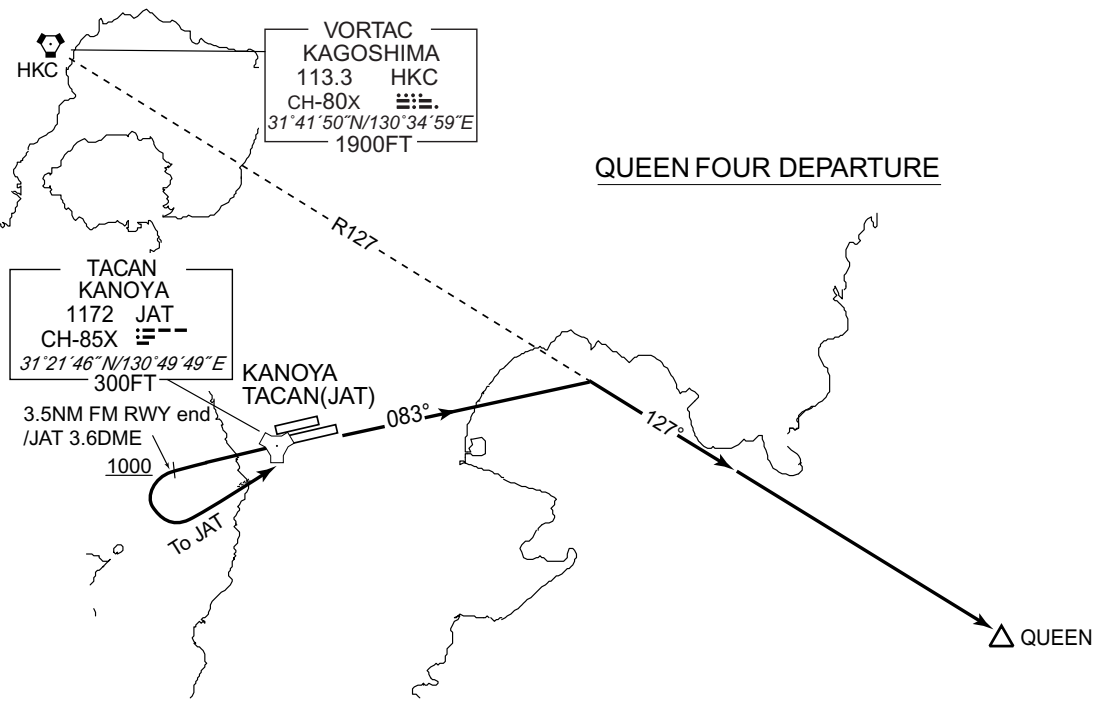 HKC
VORTAC
KAGOSHIMA
113.3 HKC
CH-80X
31°41´50˝N/130°34´59˝E
1900FT
QUEEN FOUR DEPARTURE
R127
TACAN
KANOYA
1172 JAT
CH-85X
31°21´46˝N/130°49´49˝E
300FT
KANOYA
TACAN(JAT)
3.5NM FM RWY end
/JAT 3.6DME
1000
083°
127°
To JAT
QUEEN